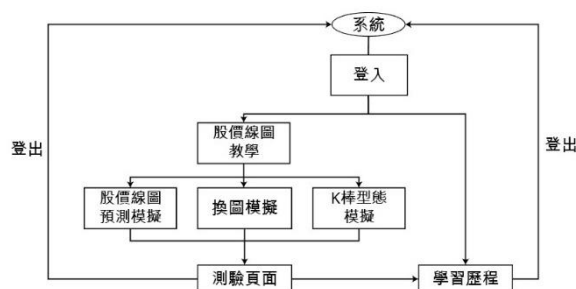 系統
登入
股價線圖
教學
登出
登出
股價線圖
預測模擬
換圖模擬
K棒型態
模擬
測驗頁面
學習歷程